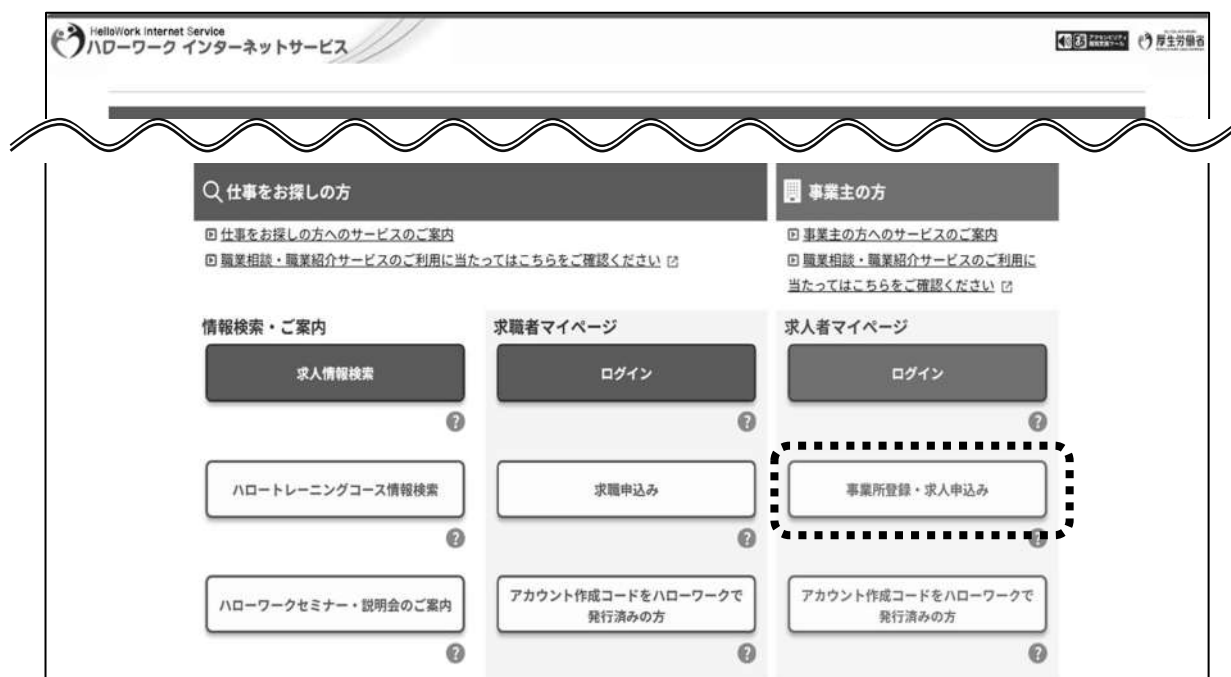 HelloWork Internet Service
ハローワーク インターネットサービス
厚生労働省
仕事をお探しの方
仕事をお探しの方へのサービスのご案内
職業相談・職業紹介サービスのご利用に当たってはこちらをご確認ください
事業主の方
事業主の方へのサービスのご案内
職業相談・職業紹介サービスのご利用に
当たってはこちらをご確認ください
情報検索・ご案内
求人情報検索
?
ハロートレーニングコース情報検索
?
ハローワークセミナー・説明会のご案内
?
求職者マイページ
ログイン
?
求職申込み
?
アカウント作成コードをハローワークで
発行済みの方
?
求人者マイページ
ログイン
?
事業所登録・求人申込み
?
アカウント作成コードをハローワークで
発行済みの方
?